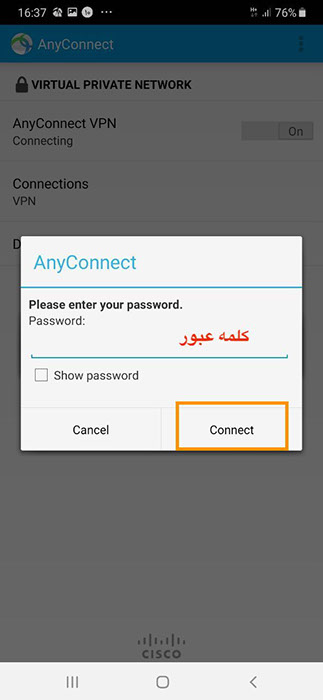 16:37
76%
AnyConnect
VIRTUAL PRIVATE NETWORK
AnyConnect VPN
Connecting
On
Connections
VPN
D
AnyConnect
Please enter your password.
Password:
کلمه عبور
Show password
Cancel
Connect
CISCO